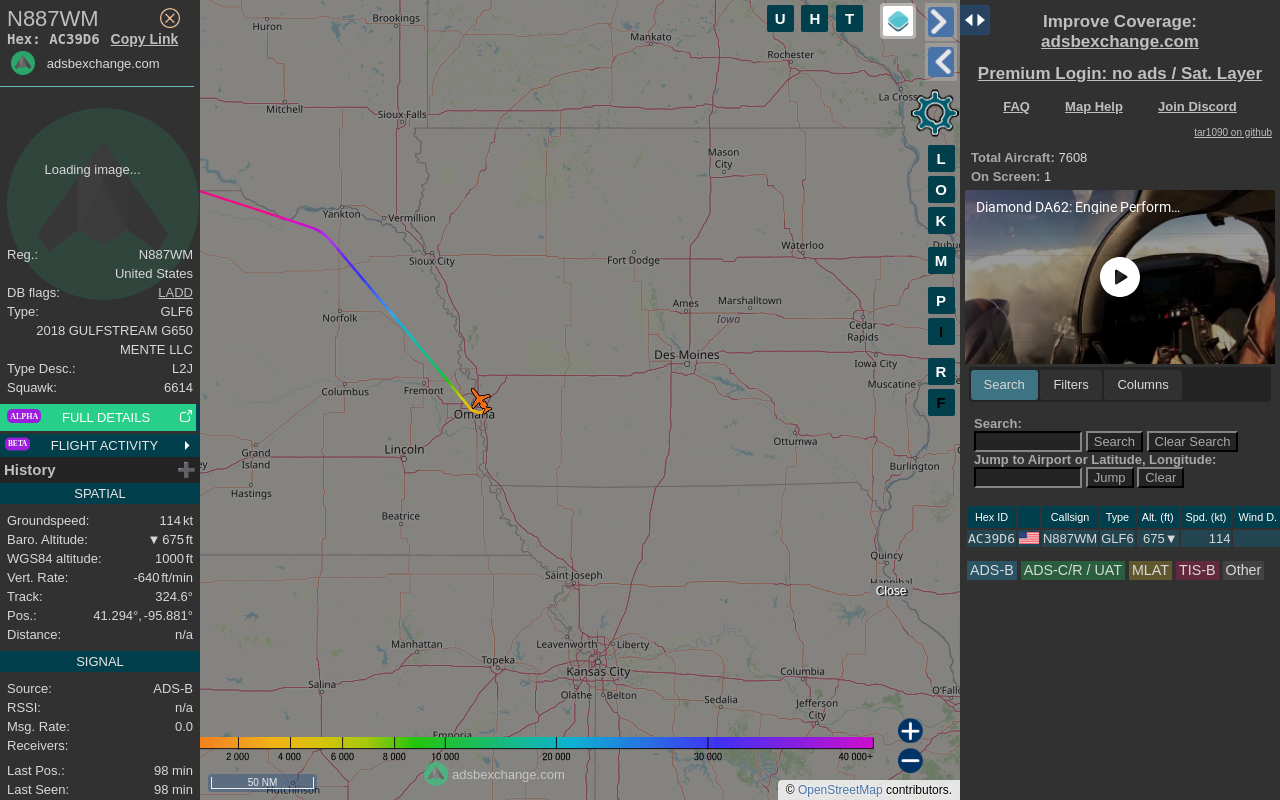 N887WM
Hex: AC39D6 Copy Link
adsbexchange.com
Loading image...
Reg.: N887WM
United States
DB flags: LADD
Type: GLF6
2018 GULFSTREAM G650
MENTE LLC
Type Desc.: L2J
Squawk: 6614
ALPHA FULL DETAILS
BETA FLIGHT ACTIVITY
History
SPATIAL
Groundspeed: 114 kt
Baro. Altitude: ▼ 675 ft
WGS84 altitude: 1000 ft
Vert. Rate: -640 ft/min
Track: 324.6°
Pos.: 41.294°, -95.881°
Distance: n/a
SIGNAL
Source: ADS-B
RSSI: n/a
Msg. Rate: 0.0
Receivers:
Last Pos.: 98 min
Last Seen: 98 min
U H T
L
O
K
M
P
I
R
F
Huron
Brookings
Mankato
Rochester
La Cross
Mitchell
Sioux Falls
Mason
City
Yankton
Vermillion
Sioux City
Fort Dodge
Waterloo
Dubu
Norfolk
Ames
Marshalltown
Iowa
Cedar
Rapids
Des Moines
Iowa City
Muscatine
Columbus
Fremont
Omaha
Lincoln
Grand
Island
Hastings
Beatrice
Ottumwa
Burlington
Quincy
Hannibal
Close
Saint Joseph
Manhattan
Leavenworth
Liberty
Topeka
Kansas City
Salina
Olathe
Belton
Columbia
Sedalia
Jefferson
City
O'Fallo
Emporia
Hutchinson
2 000 4 000 6 000 8 000 10 000 20 000 30 000 40 000+
adsbexchange.com
50 NM
© OpenStreetMap contributors.
Improve Coverage:
adsbexchange.com
Premium Login: no ads / Sat. Layer
FAQ Map Help Join Discord
tar1090 on github
Total Aircraft: 7608
On Screen: 1
Diamond DA62: Engine Perform...
Search Filters Columns
Search:
Search Clear Search
Jump to Airport or Latitude, Longitude:
Jump Clear
Hex ID Callsign Type Alt. (ft) Spd. (kt) Wind D.
AC39D6 N887WM GLF6 675▼ 114
ADS-B ADS-C/R / UAT MLAT TIS-B Other